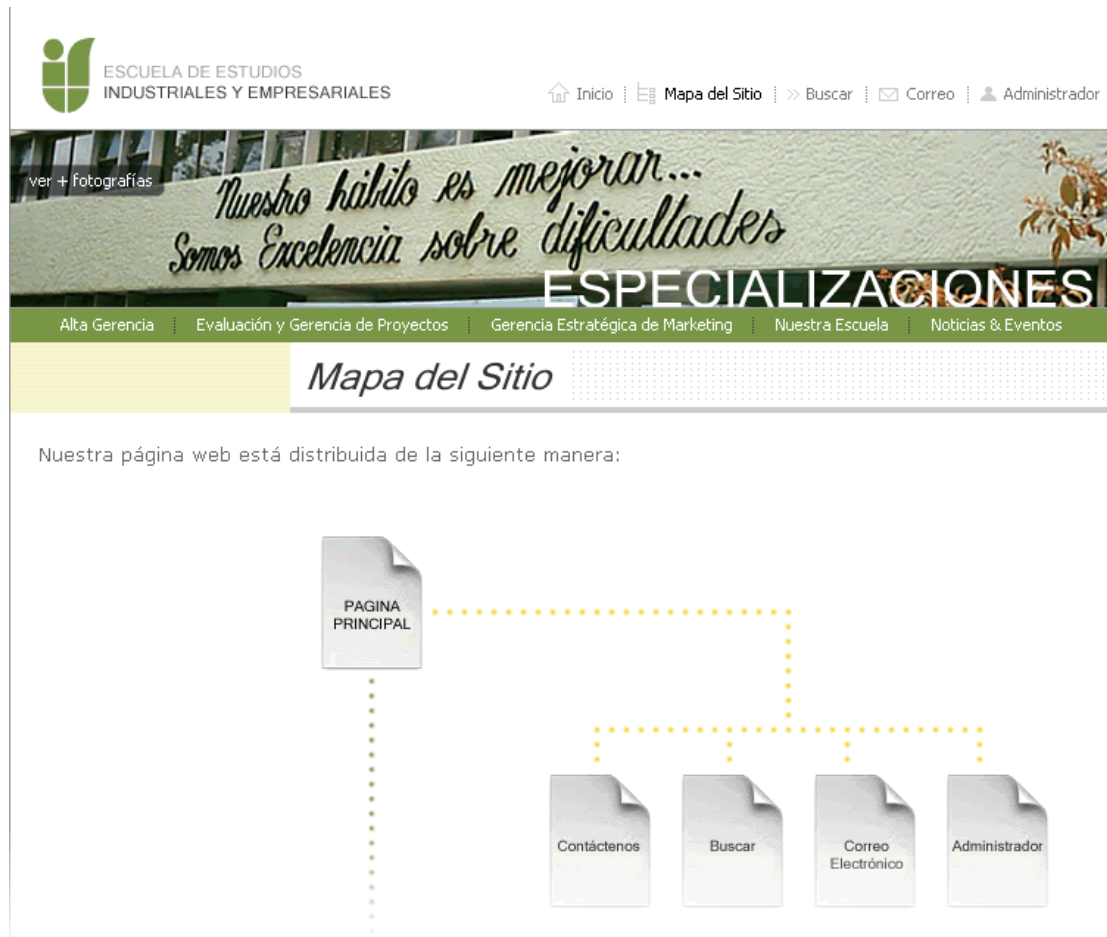 ESCUELA DE ESTUDIOS
INDUSTRIALES Y EMPRESARIALES
Inicio
Mapa del Sitio
>> Buscar
Correo
Administrador
ver + fotografías
Nuestro hábito es mejorar...
Somos Excelencia sobre dificultades
ESPECIALIZACIONES
Alta Gerencia
Evaluación y Gerencia de Proyectos
Gerencia Estratégica de Marketing
Nuestra Escuela
Noticias & Eventos
Mapa del Sitio
Nuestra página web está distribuida de la siguiente manera:
PAGINA
PRINCIPAL
Contáctenos
Buscar
Correo
Electrónico
Administrador